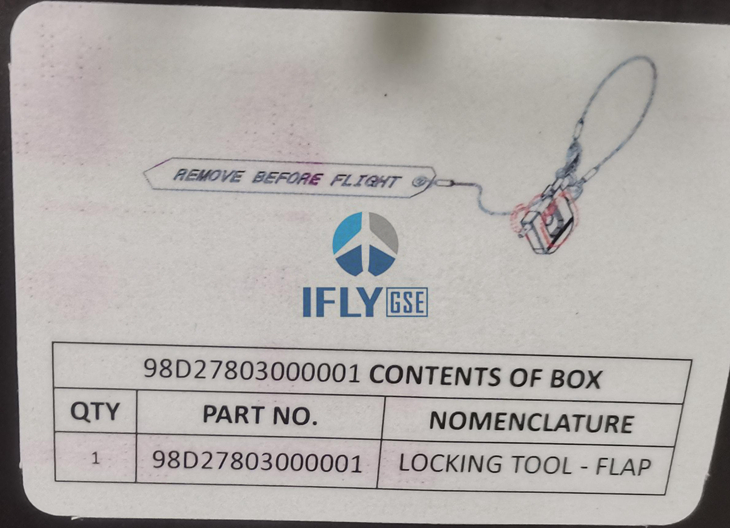 REMOVE BEFORE FLIGHT
IFLY GSE
98D27803000001 CONTENTS OF BOX
QTY PART NO. NOMENCLATURE
1 98D27803000001 LOCKING TOOL - FLAP